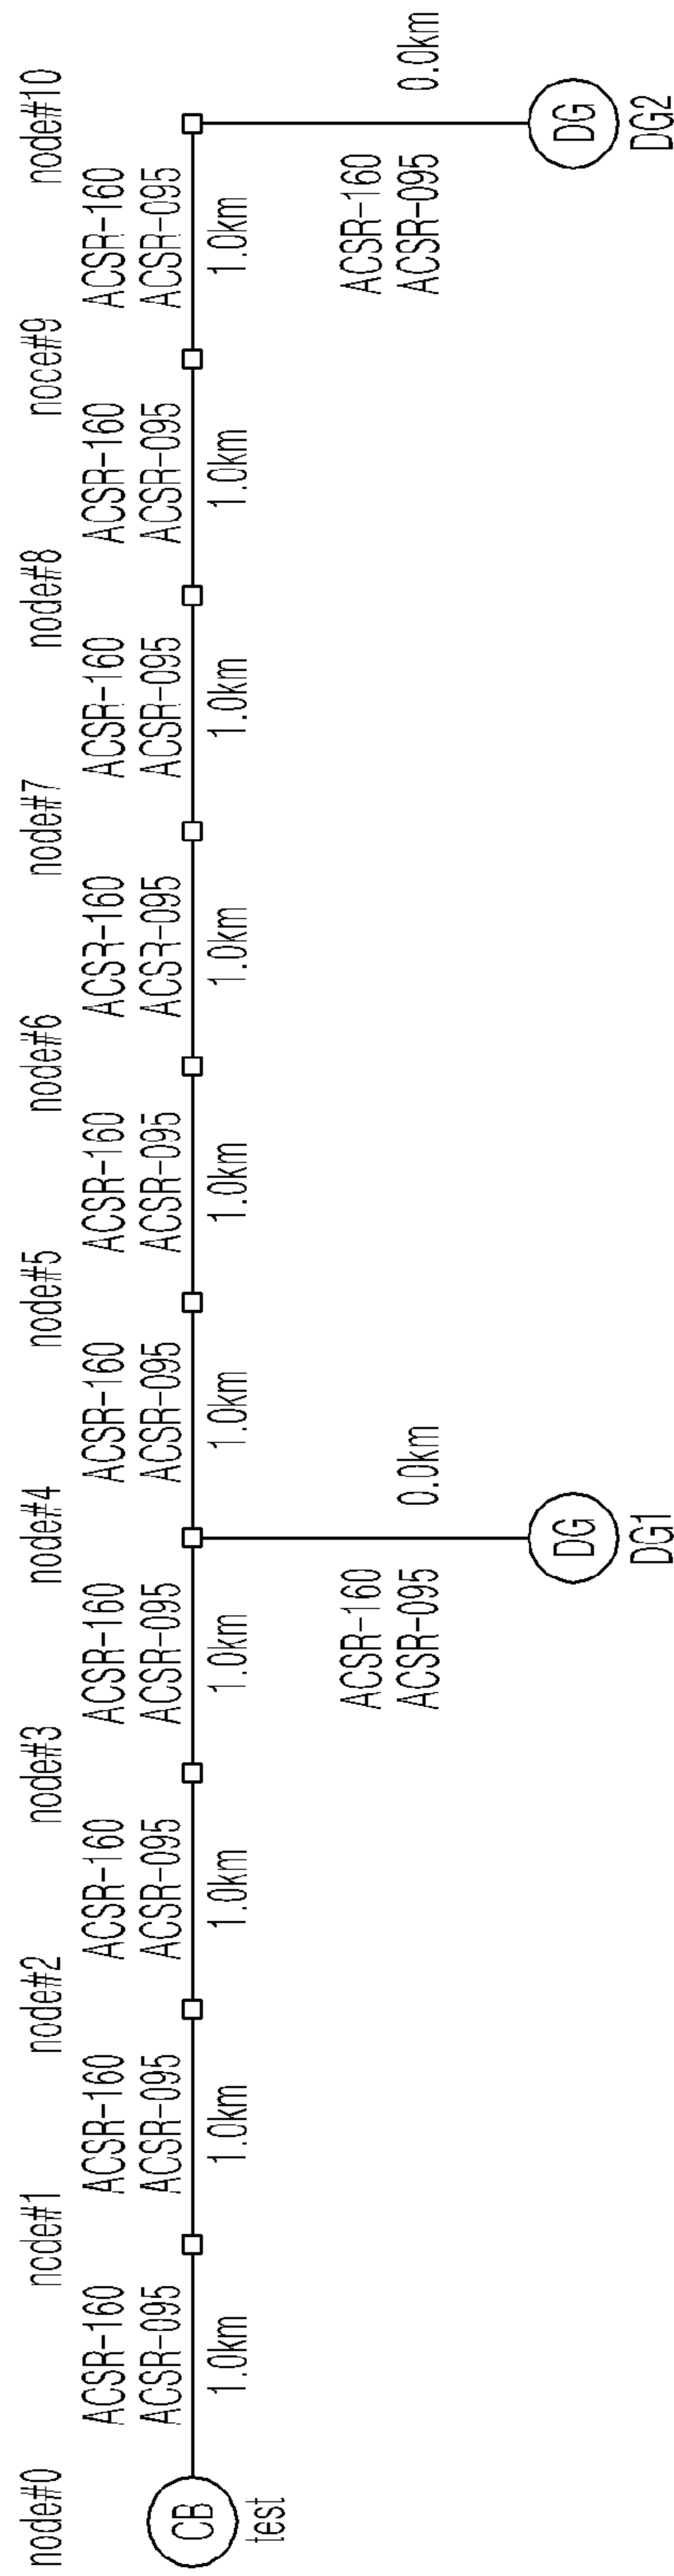 node#0 ncde#1 node#2 node#3 node#4 node#5 node#6 node#7 node#8 noce#9 node#10
ACSR-160 ACSR-160 ACSR-160 ACSR-160 ACSR-160 ACSR-160 ACSR-160 ACSR-160 ACSR-160 ACSR-160
ACSR-095 ACSR-095 ACSR-095 ACSR-095 ACSR-095 ACSR-095 ACSR-095 ACSR-095 ACSR-095 ACSR-095
CB
1.0km 1.0km 1.0km 1.0km 1.0km 1.0km 1.0km 1.0km 1.0km 1.0km
test
ACSR-160 ACSR-160
ACSR-095 0.0km ACSR-095 0.0km
DG DG
DG1 DG2